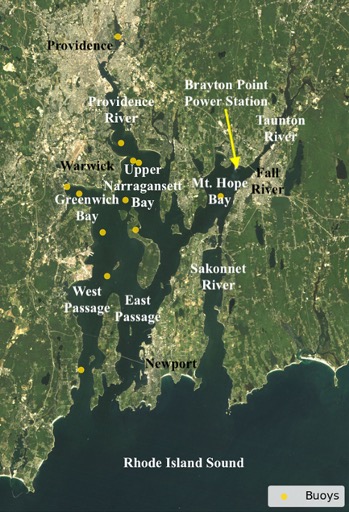 Providence
Providence
River
Brayton Point
Power Station
Taunton
River
Warwick
Upper
Narragansett
Bay
Fall
River
Mt. Hope
Bay
Greenwich
Bay
Sakonnet
River
West
Passage
East
Passage
Newport
Rhode Island Sound
Buoys